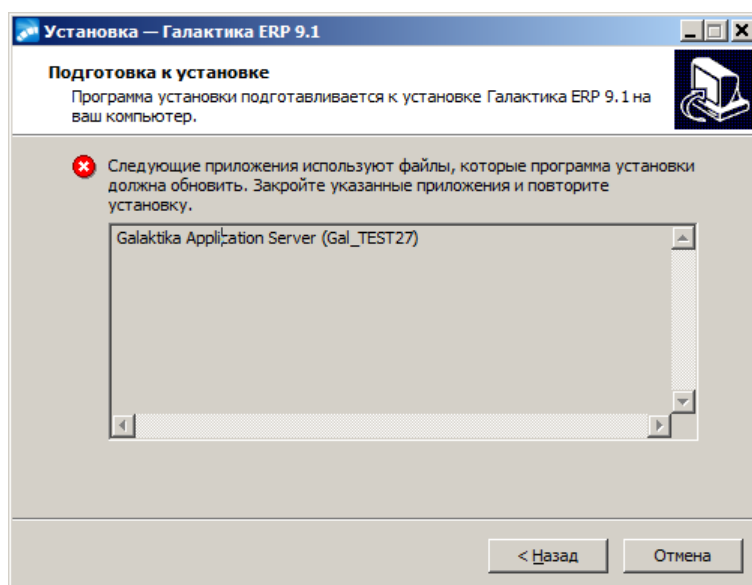 Установка — Галактика ERP 9.1
Подготовка к установке
Программа установки подготавливается к установке Галактика ERP 9.1 на
ваш компьютер.
Следующие приложения используют файлы, которые программа установки
должна обновить. Закройте указанные приложения и повторите
установку.
Galaktika Application Server (Gal_TEST27)
< Назад
Отмена